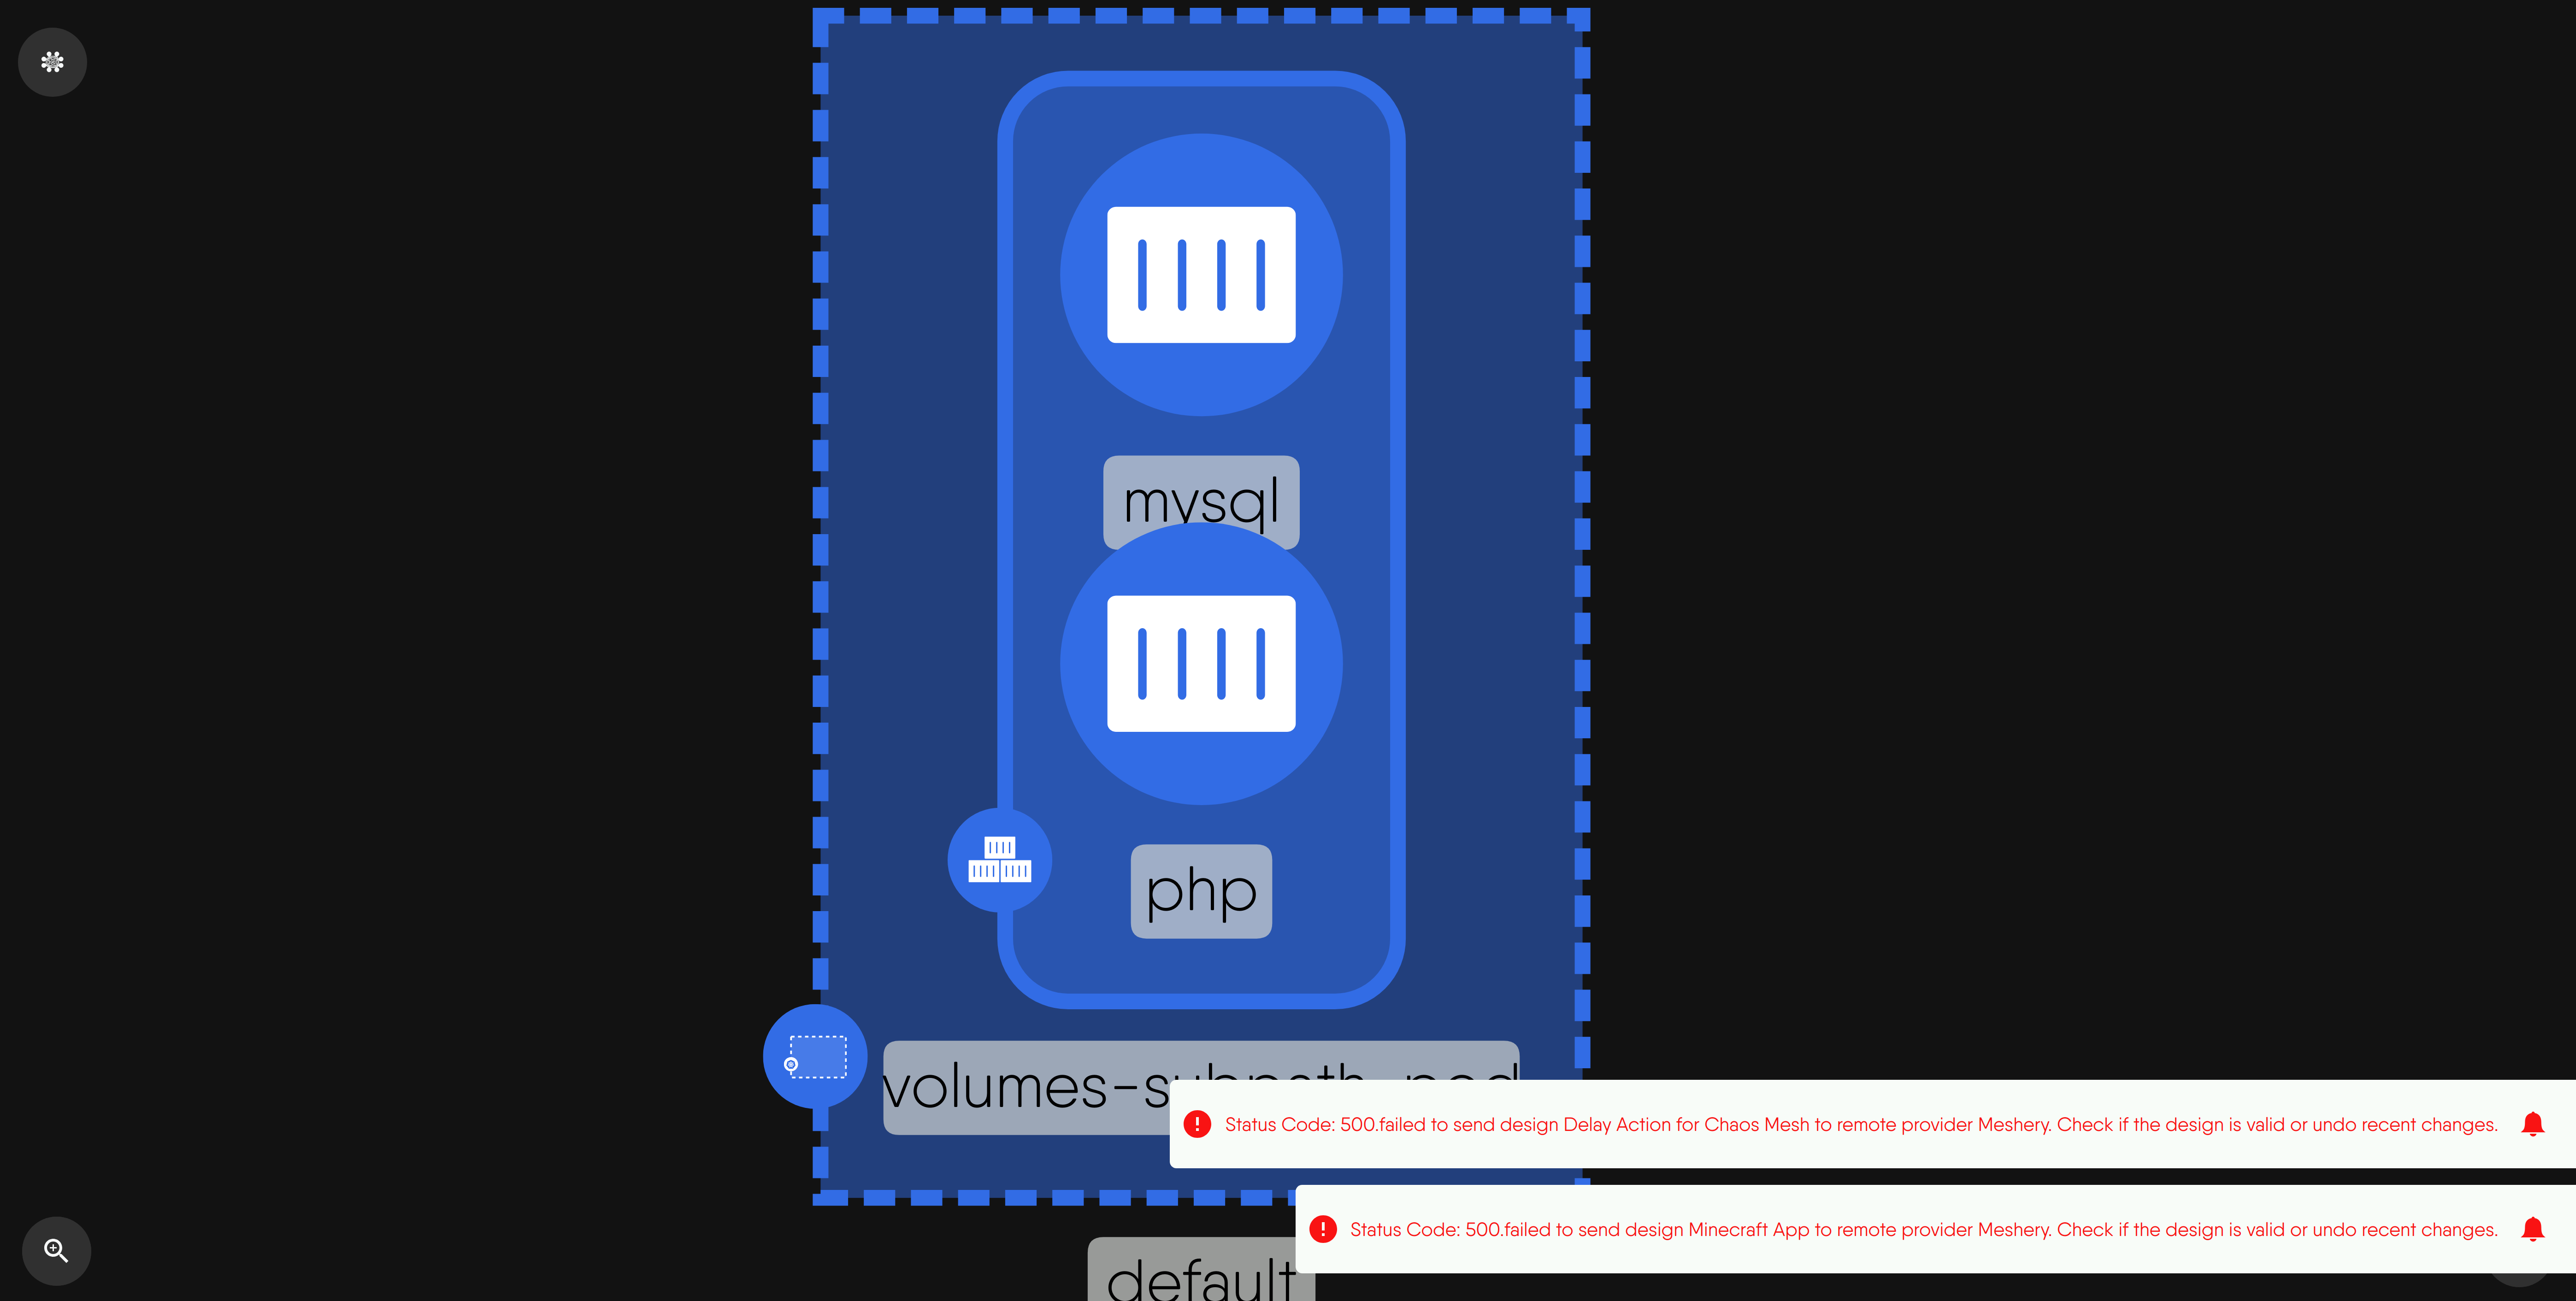 mysql
php
volumes-subpath-pod
Status Code: 500.failed to send design Delay Action for Chaos Mesh to remote provider Meshery. Check if the design is valid or undo recent changes.
Status Code: 500.failed to send design Minecraft App to remote provider Meshery. Check if the design is valid or undo recent changes.
default